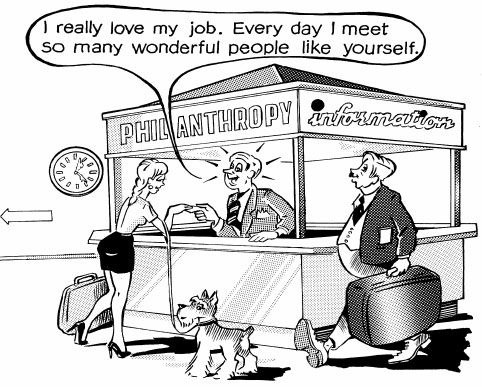 I really love my job. Every day I meet
so many wonderful people like yourself.
PHILANTHROPY
information